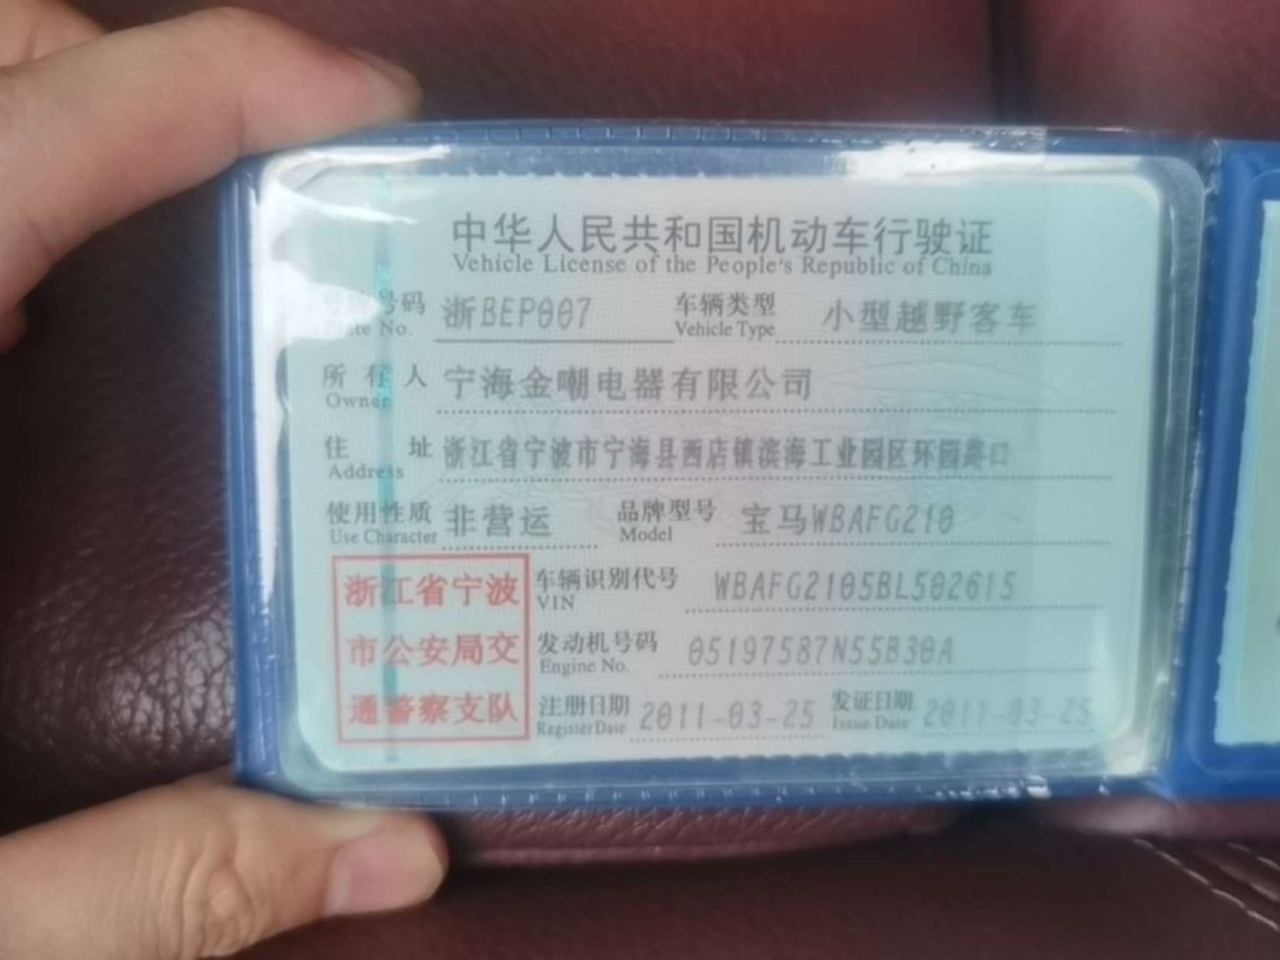 中华人民共和国机动车行驶证
Vehicle License of the People's Republic of China
号牌号码 浙BEP007 车辆类型 小型越野客车
Plate No. Vehicle Type
所有人 宁海金嘲电器有限公司
Owner
住址 浙江省宁波市宁海县西店镇滨海工业园区环园路口
Address
使用性质 非营运 品牌型号 宝马WBAFG210
Use Character Model
浙江省宁波
市公安局交
通警察支队
车辆识别代号 WBAFG2105BL502615
VIN
发动机号码 05197587N55B30A
Engine No.
注册日期 2011-03-25 发证日期 2011-03-25
Register Date Issue Date